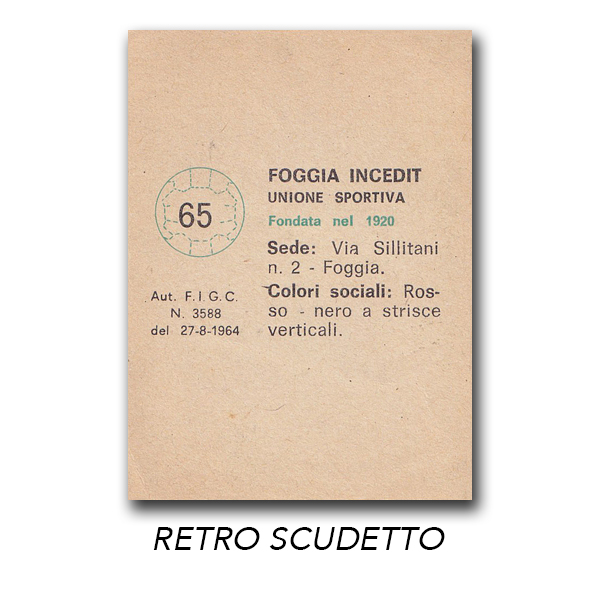 FOGGIA INCEDIT
UNIONE SPORTIVA
Fondata nel 1920
Sede: Via Sillitani
n. 2 - Foggia.
Colori sociali: Ros-
so - nero a strisce
verticali.
65
Aut. F.I.G.C.
N. 3588
del 27-8-1964
RETRO SCUDETTO